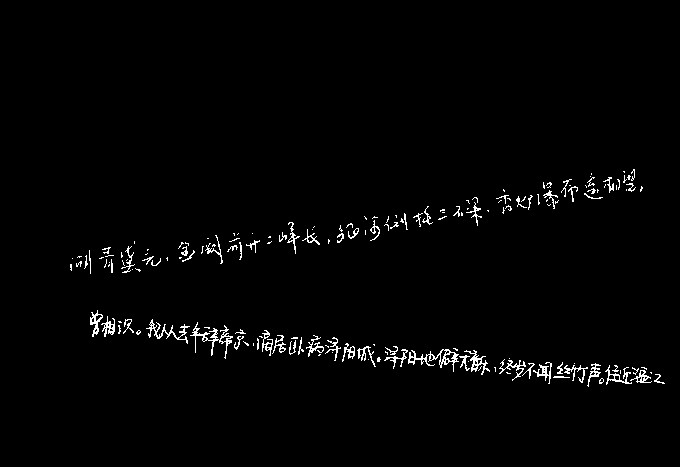 湖青黛光,金阙前开二峰长,银河倒挂三石梁,香炉瀑布遥相望,
曾相识。我从去年辞帝京,谪居卧病浔阳城。浔阳地僻无音乐,终岁不闻丝竹声。住近湓江